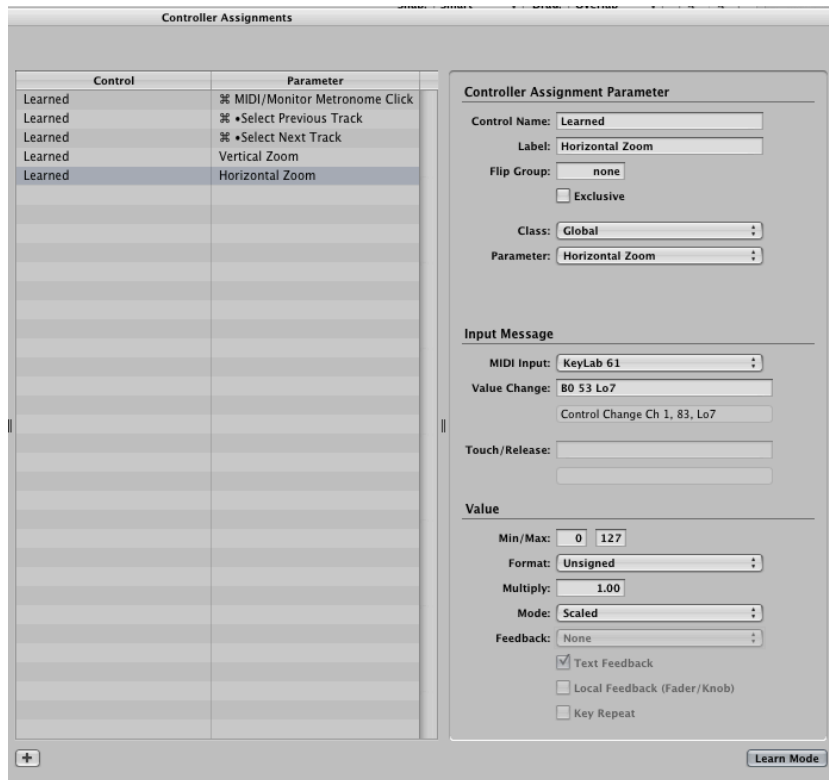 Controller Assignments
Control Parameter
Learned ⌘ MIDI/Monitor Metronome Click
Learned ⌘ •Select Previous Track
Learned ⌘ •Select Next Track
Learned Vertical Zoom
Learned Horizontal Zoom
Controller Assignment Parameter
Control Name: Learned
Label: Horizontal Zoom
Flip Group: none
Exclusive
Class: Global
Parameter: Horizontal Zoom
Input Message
MIDI Input: KeyLab 61
Value Change: B0 53 Lo7
Control Change Ch 1, 83, Lo7
Touch/Release:
Value
Min/Max: 0 127
Format: Unsigned
Multiply: 1.00
Mode: Scaled
Feedback: None
Text Feedback
Local Feedback (Fader/Knob)
Key Repeat
+ Learn Mode